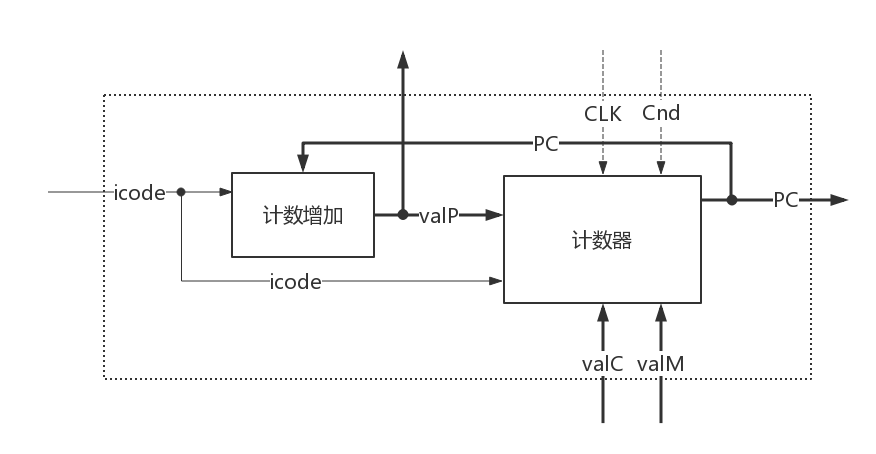 CLK
Cnd
PC
icode
计数增加
valP
PC
计数器
icode
valC
valM